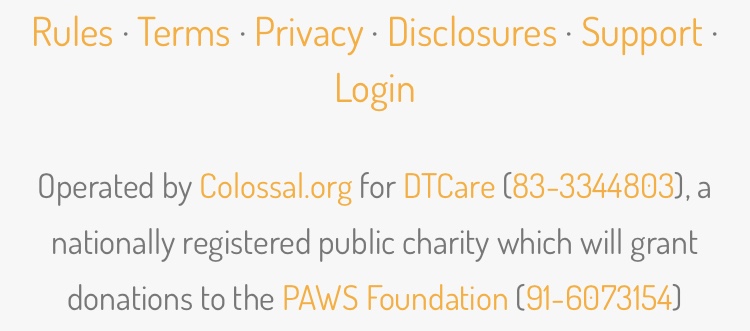 Rules · Terms · Privacy · Disclosures · Support ·
Login
Operated by Colossal.org for DTCare (83-3344803), a
nationally registered public charity which will grant
donations to the PAWS Foundation (91-6073154)